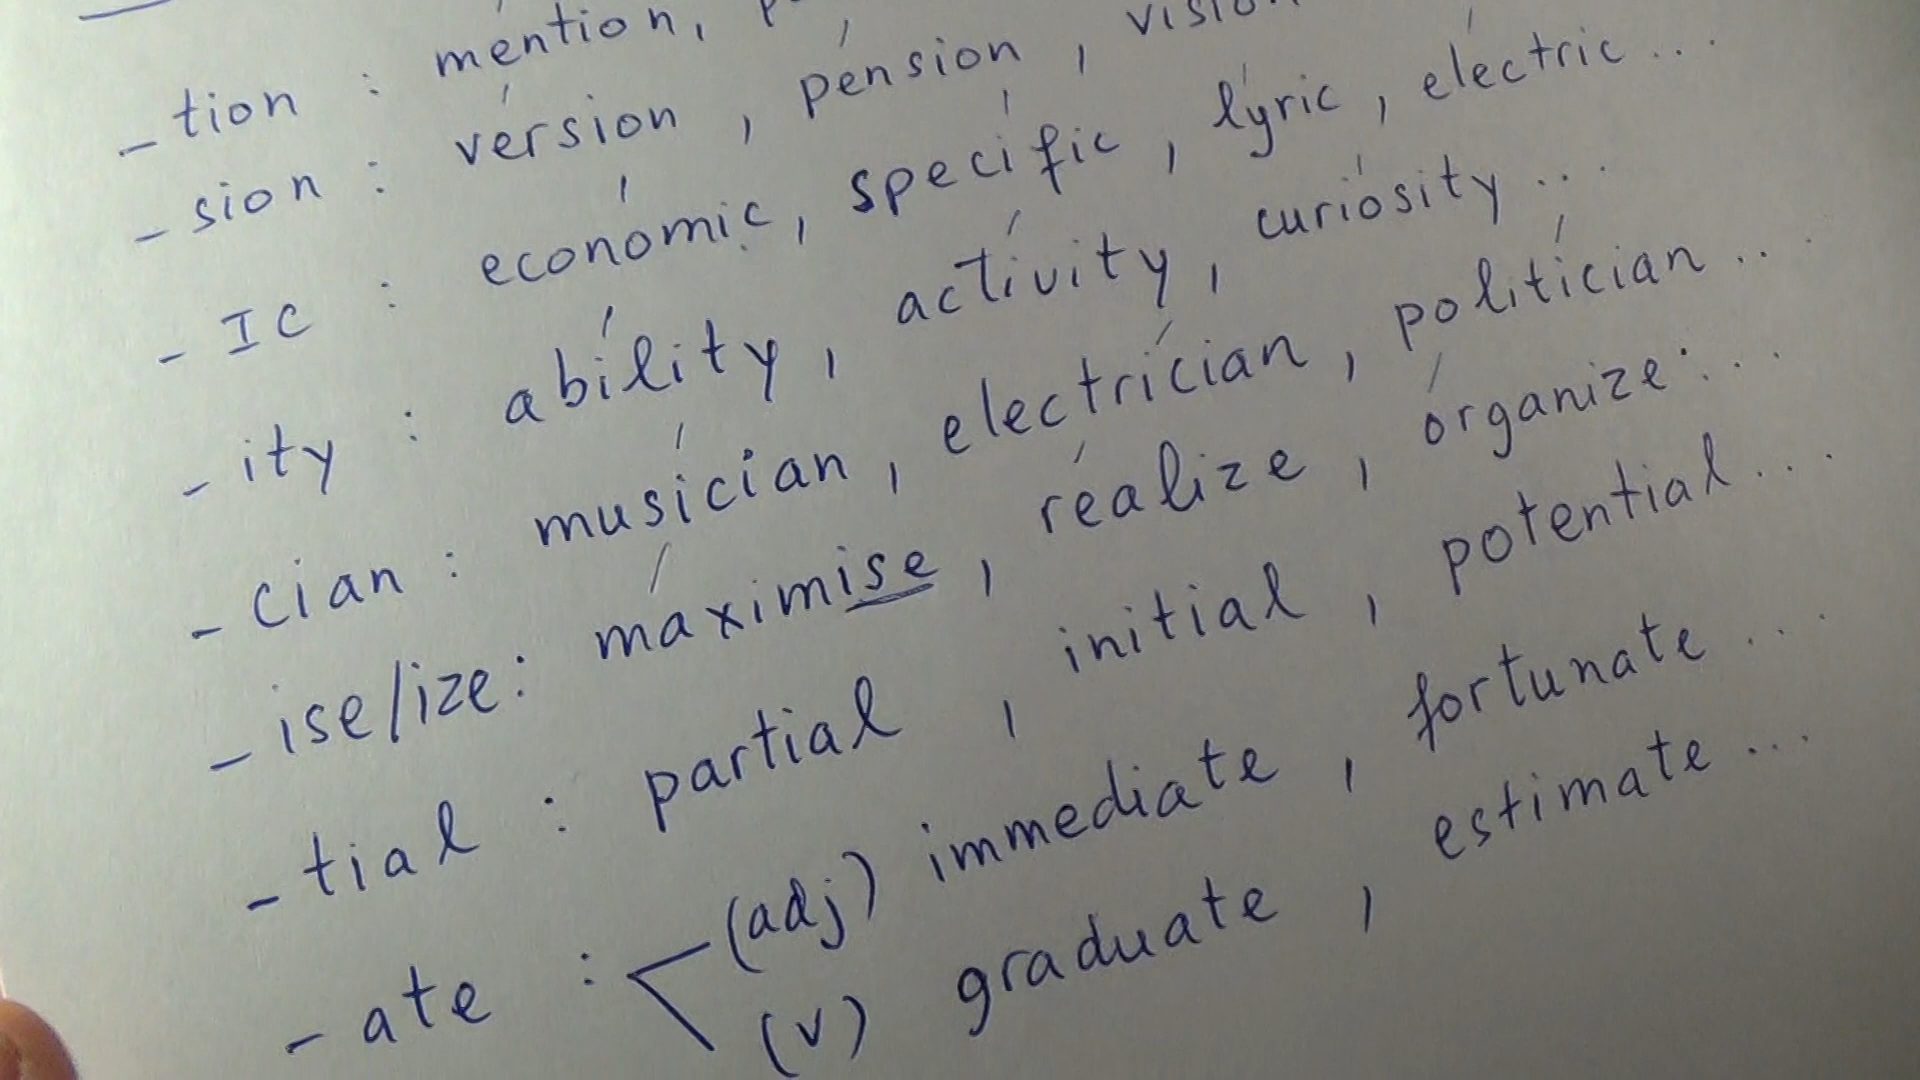 - tion : mention,
- sion : version , pension , vision
- Ic : economic, specific , lyric , electric ...
- ity : ability , activity , curiosity ...
- cian : musician , electrician , politician ...
- ise/ize : maximise , realize , organize ...
- tial : partial , initial , potential ...
- ate : (adj) immediate , fortunate ...
(v) graduate , estimate ...